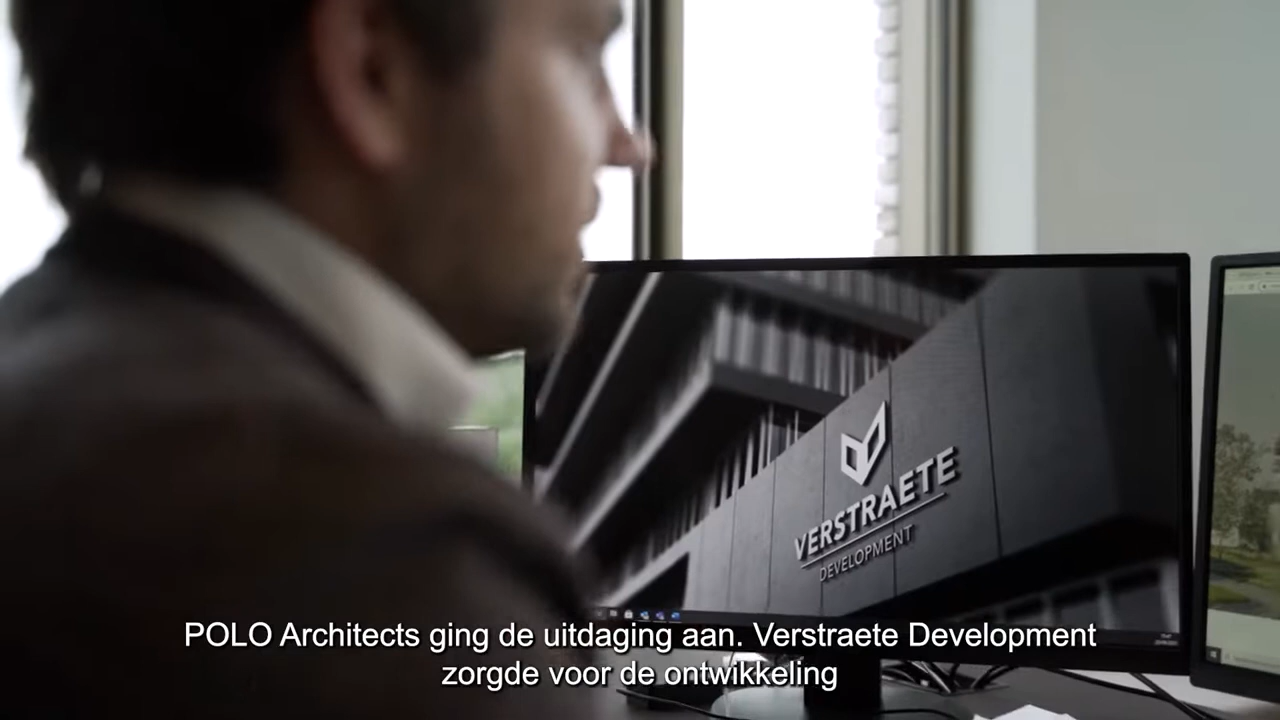 VERSTRAETE
DEVELOPMENT
POLO Architects ging de uitdaging aan. Verstraete Development
zorgde voor de ontwikkeling